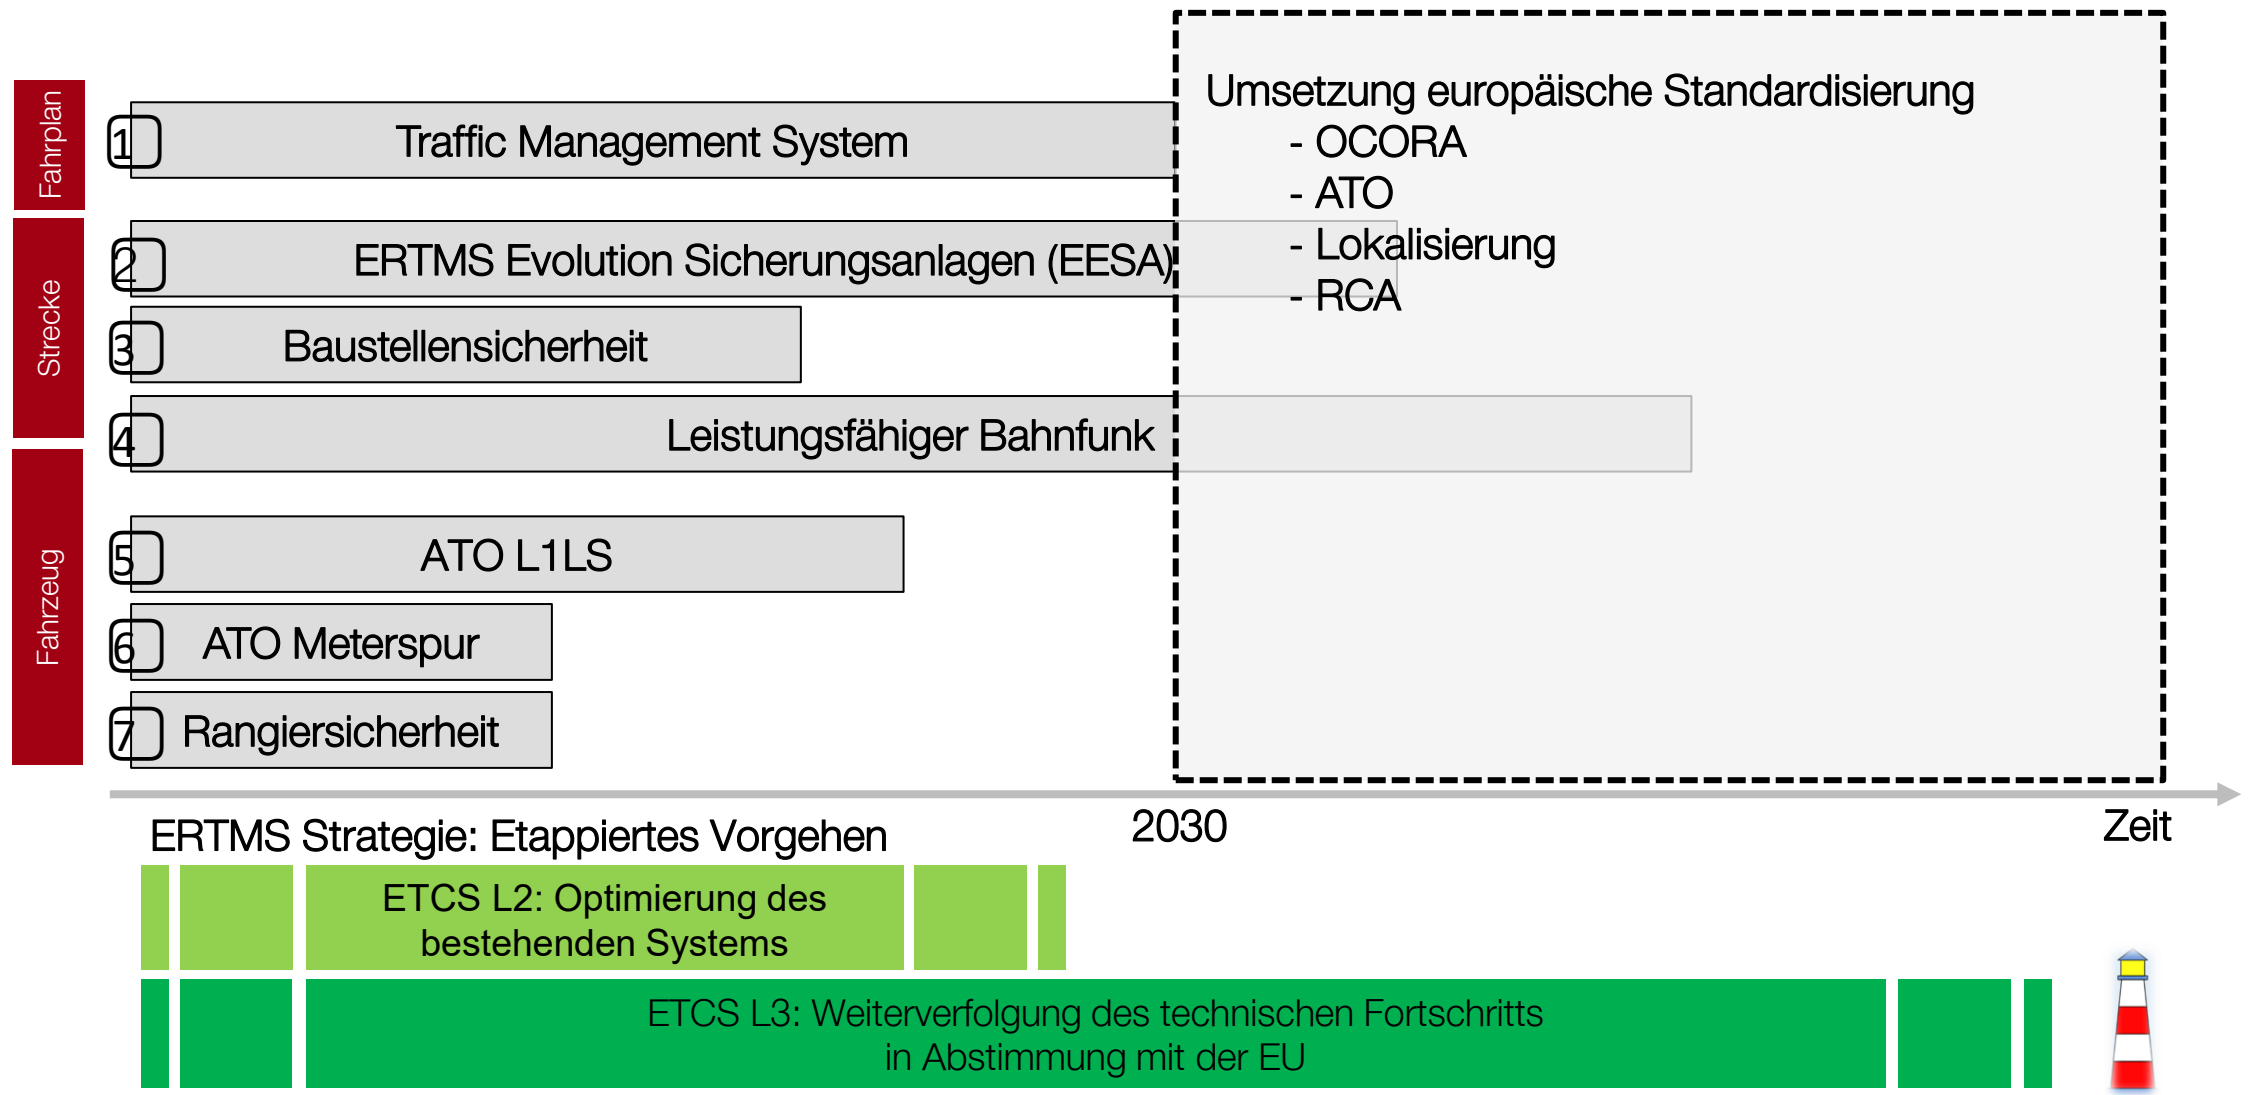 Fahrplan
1
Traffic Management System
Umsetzung europäische Standardisierung
- OCORA
- ATO
- Lokalisierung
- RCA
Strecke
2
ERTMS Evolution Sicherungsanlagen (EESA)
3
Baustellensicherheit
4
Leistungsfähiger Bahnfunk
Fahrzeug
5
ATO L1LS
6
ATO Meterspur
7
Rangiersicherheit
2030
Zeit
ERTMS Strategie: Etappiertes Vorgehen
ETCS L2: Optimierung des
bestehenden Systems
ETCS L3: Weiterverfolgung des technischen Fortschritts
in Abstimmung mit der EU